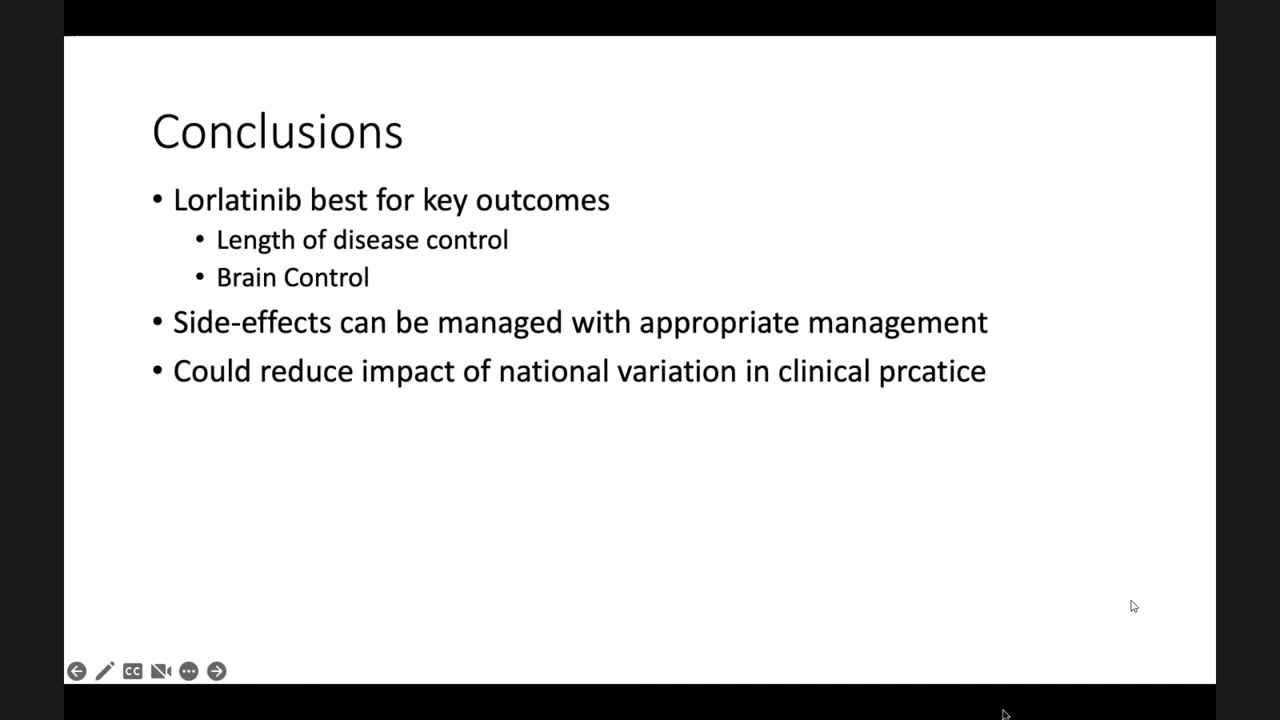 Conclusions
• Lorlatinib best for key outcomes
• Length of disease control
• Brain Control
• Side-effects can be managed with appropriate management
• Could reduce impact of national variation in clinical prcatice
CC